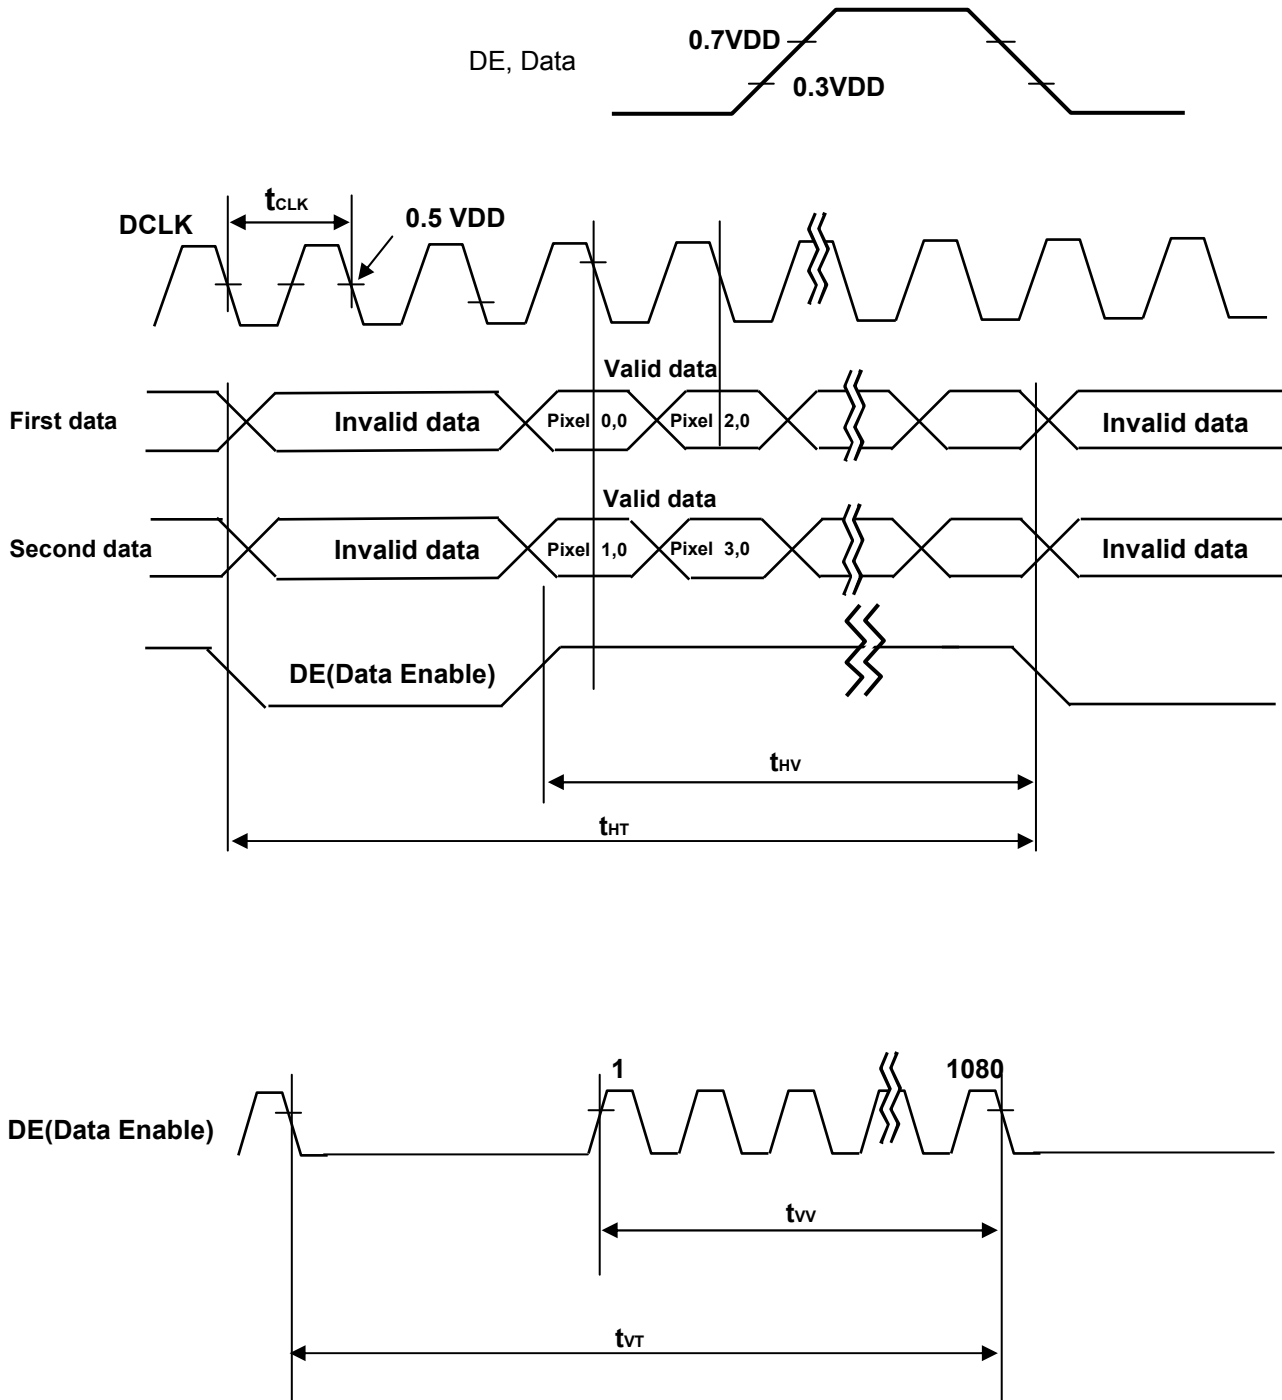 0.7VDD
DE, Data
0.3VDD
tCLK
DCLK
0.5 VDD
Valid data
First data
Invalid data
Pixel 0,0
Pixel 2,0
Invalid data
Valid data
Second data
Invalid data
Pixel 1,0
Pixel 3,0
Invalid data
DE(Data Enable)
tHV
tHT
1
1080
DE(Data Enable)
tVV
tVT